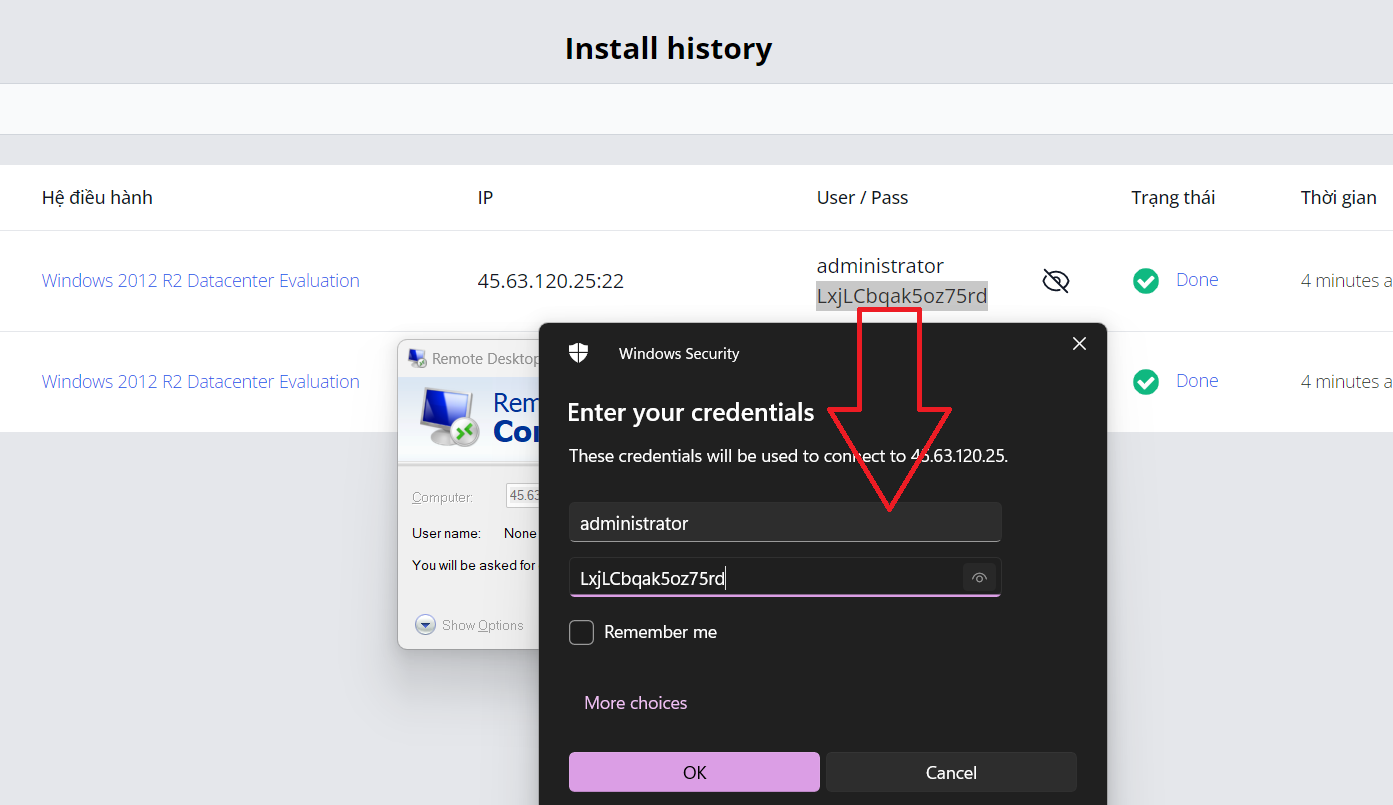 Install history
Hệ điều hành IP User / Pass Trạng thái Thời gian
Windows 2012 R2 Datacenter Evaluation 45.63.120.25:22 administrator Done 4 minutes a
LxjLCbqak5oz75rd
Windows 2012 R2 Datacenter Evaluation Done 4 minutes a
Remote Desktop
Rem
Con
Computer: 45.63
User name: None
You will be asked for
Show Options
Windows Security
Enter your credentials
These credentials will be used to connect to 45.63.120.25.
administrator
LxjLCbqak5oz75rd
Remember me
More choices
OK Cancel